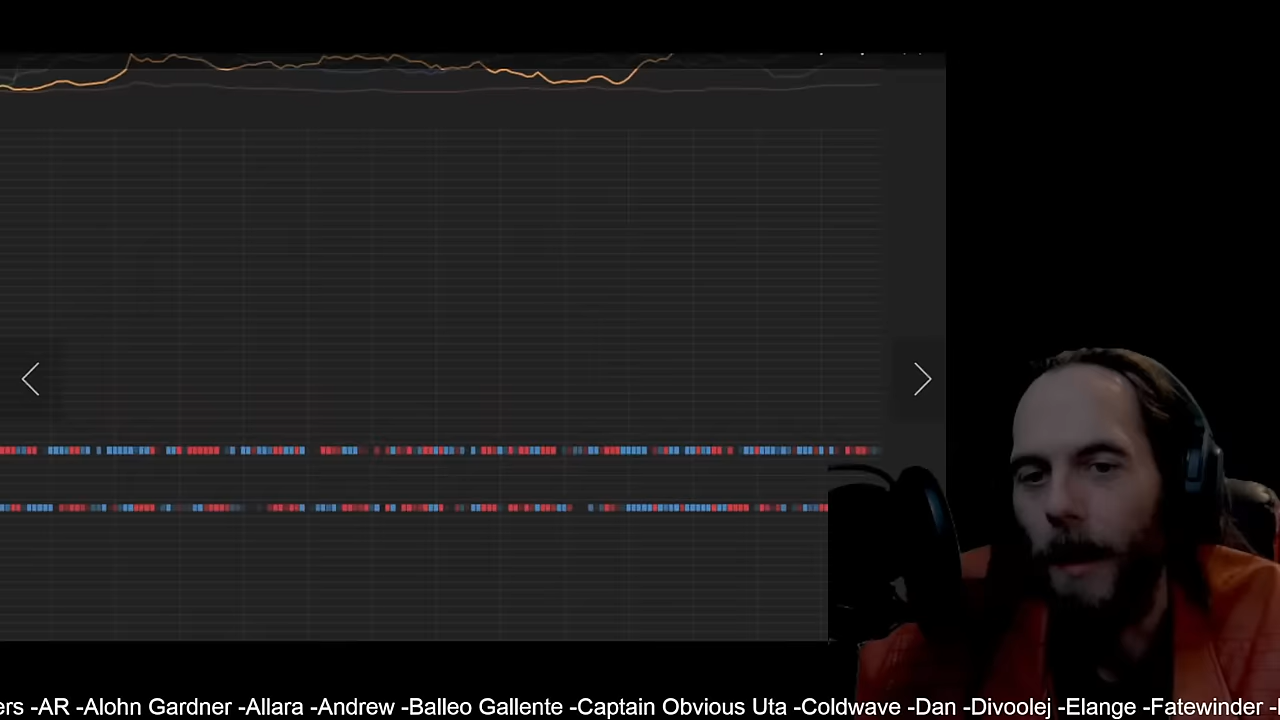 ers -AR -Alohn Gardner -Allara -Andrew -Balleo Gallente -Captain Obvious Uta -Coldwave -Dan -Divoolej -Elange -Fatewinder -